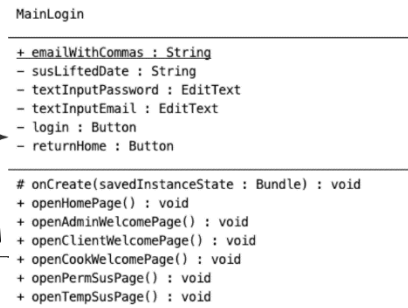 MainLogin
+ emailWithCommas : String
− susLiftedDate : String
− textInputPassword : EditText
− textInputEmail : EditText
− login : Button
− returnHome : Button
# onCreate(savedInstanceState : Bundle) : void
+ openHomePage() : void
+ openAdminWelcomePage() : void
+ openClientWelcomePage() : void
+ openCookWelcomePage() : void
+ openPermSusPage() : void
+ openTempSusPage() : void